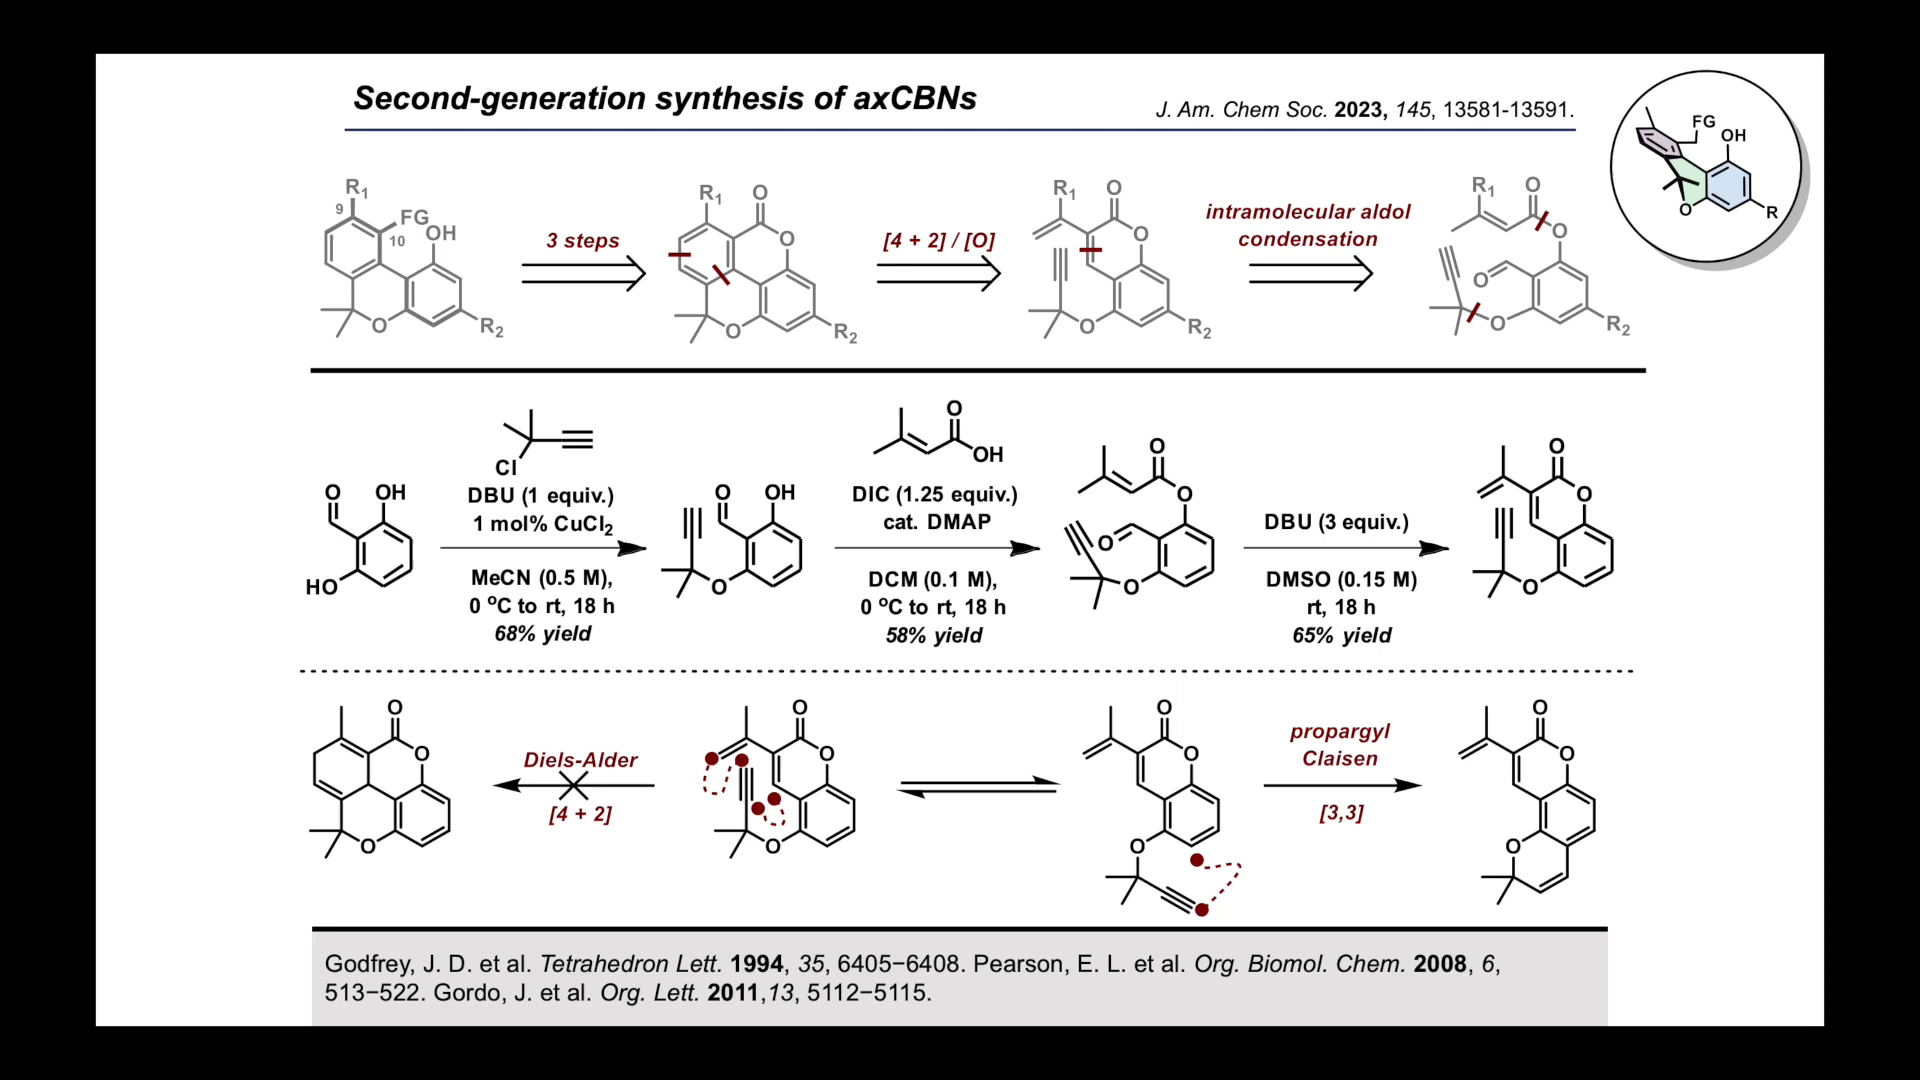 Second-generation synthesis of axCBNs
J. Am. Chem Soc. 2023, 145, 13581-13591.
FG
OH
O
R
R1
9
FG
10
OH
O
R2
3 steps
R1
O
O
O
R2
[4 + 2] / [O]
R1
O
O
O
R2
intramolecular aldol
condensation
R1
O
O
O
O
R2
O
OH
HO
Cl
DBU (1 equiv.)
1 mol% CuCl2
MeCN (0.5 M),
0 °C to rt, 18 h
68% yield
O
OH
O
O
OH
DIC (1.25 equiv.)
cat. DMAP
DCM (0.1 M),
0 °C to rt, 18 h
58% yield
O
O
O
O
DBU (3 equiv.)
DMSO (0.15 M)
rt, 18 h
65% yield
O
O
O
O
O
O
Diels-Alder
[4 + 2]
O
O
O
O
O
O
propargyl
Claisen
[3,3]
O
O
O
Godfrey, J. D. et al. Tetrahedron Lett. 1994, 35, 6405−6408. Pearson, E. L. et al. Org. Biomol. Chem. 2008, 6,
513−522. Gordo, J. et al. Org. Lett. 2011,13, 5112−5115.